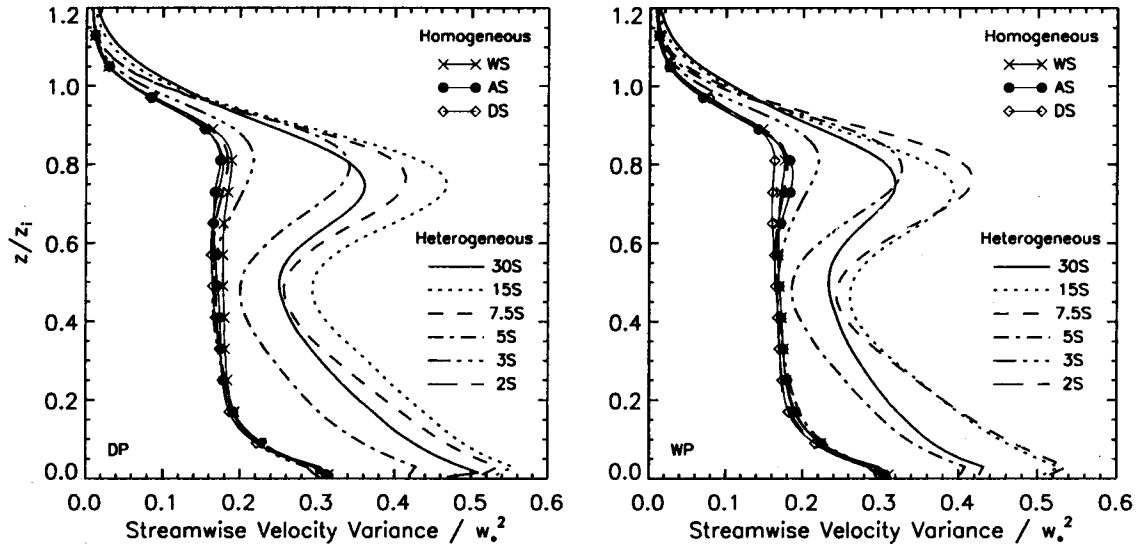 1.2
1.0
0.8
0.6
0.4
0.2
0.0
z/z_i
Homogeneous
WS
AS
DS
Heterogeneous
30S
15S
7.5S
5S
3S
2S
DP
0.0 0.1 0.2 0.3 0.4 0.5 0.6
Streamwise Velocity Variance / w*²
1.2
1.0
0.8
0.6
0.4
0.2
0.0
Homogeneous
WS
AS
DS
Heterogeneous
30S
15S
7.5S
5S
3S
2S
WP
0.0 0.1 0.2 0.3 0.4 0.5 0.6
Streamwise Velocity Variance / w*²